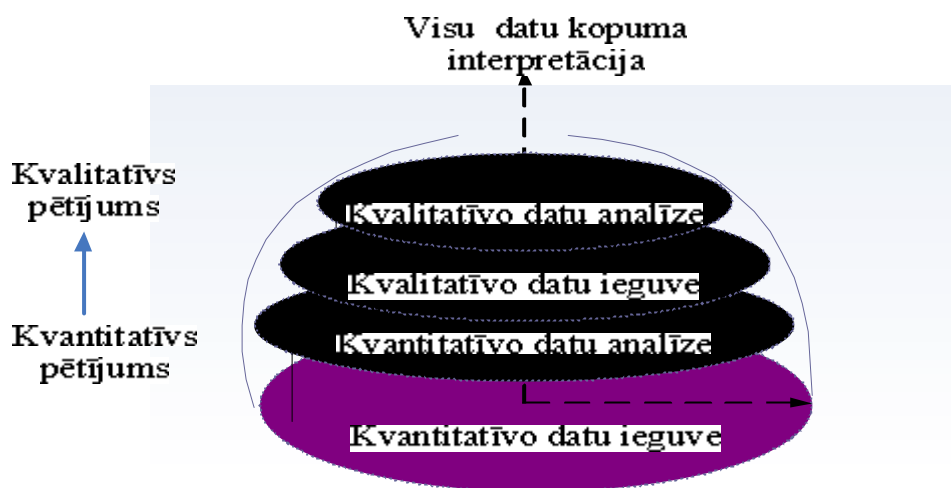 Visu datu kopuma
interpretācija
Kvalitatīvs
pētījums
Kvantitatīvs
pētījums
Kvalitatīvo datu analīze
Kvalitatīvo datu ieguve
Kvantitatīvo datu analīze
Kvantitatīvo datu ieguve